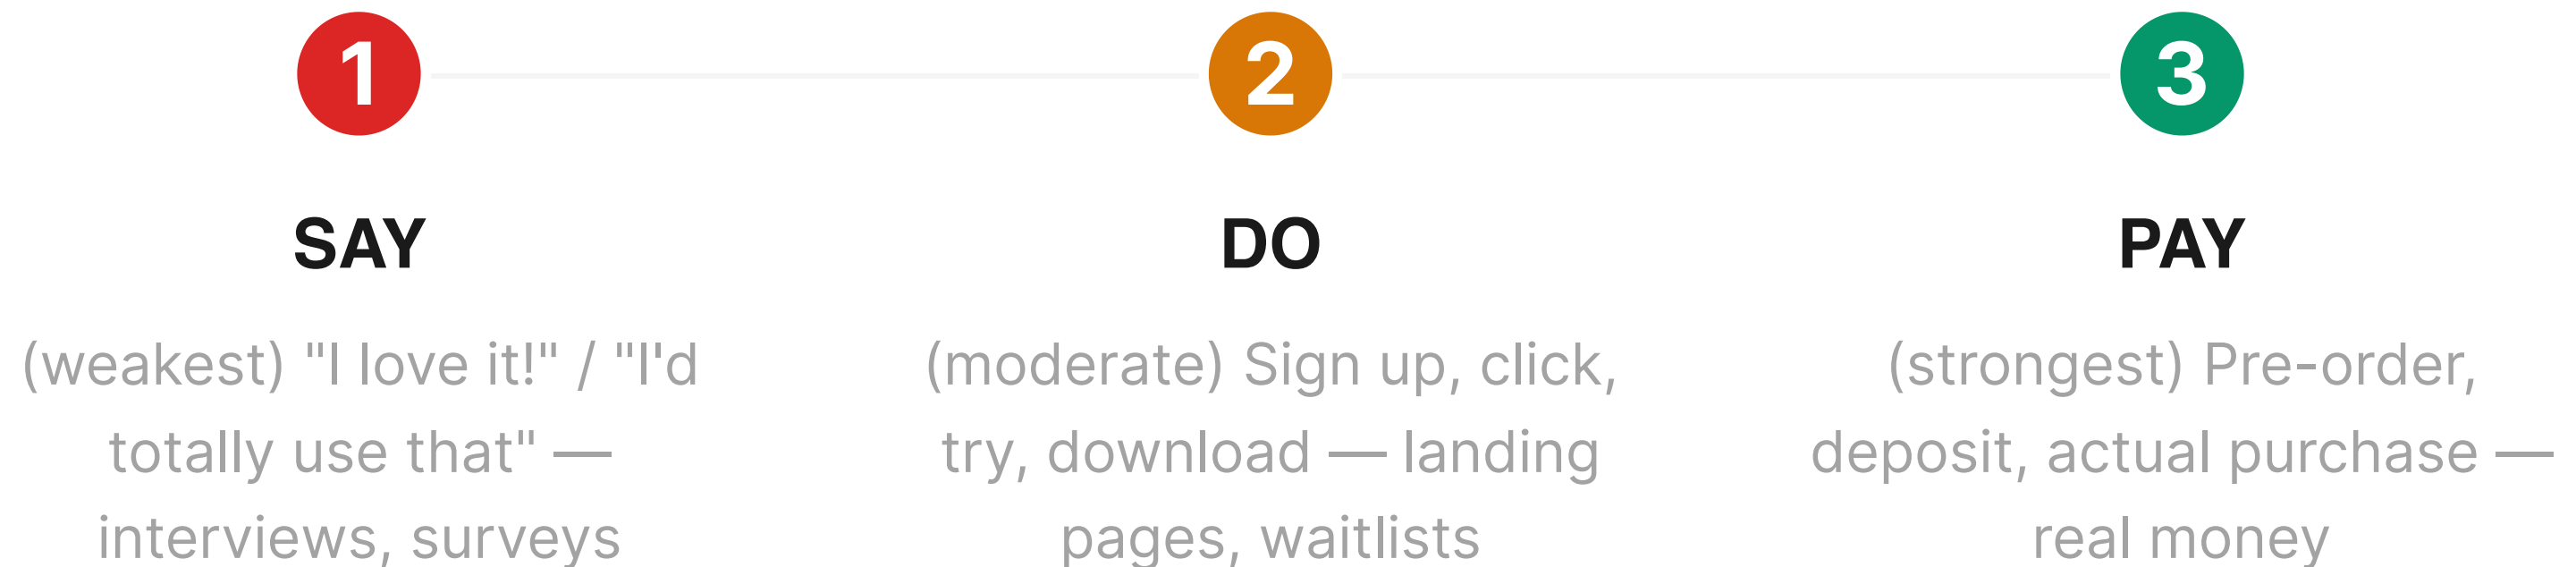 1
2
3
SAY
(weakest) "I love it!" / "I'd
totally use that" —
interviews, surveys
DO
(moderate) Sign up, click,
try, download — landing
pages, waitlists
PAY
(strongest) Pre-order,
deposit, actual purchase —
real money